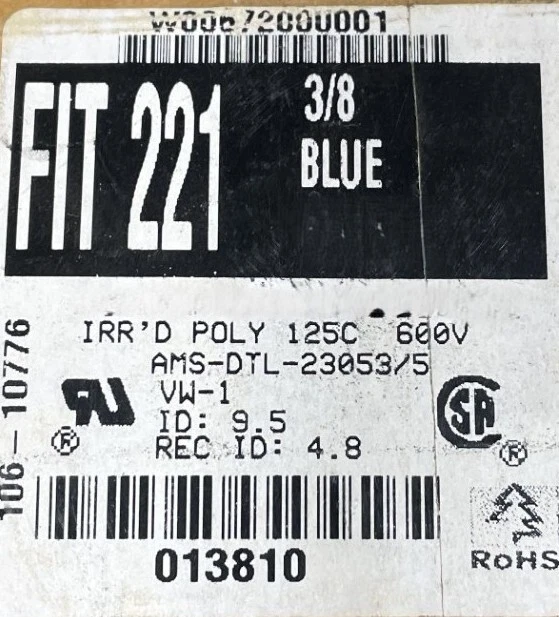 W00672000001
FIT 221
3/8
BLUE
IRR'D POLY 125C 600V
AMS-DTL-23053/5
VW-1
ID: 9.5
REC ID: 4.8
106-10776
013810
RoHS